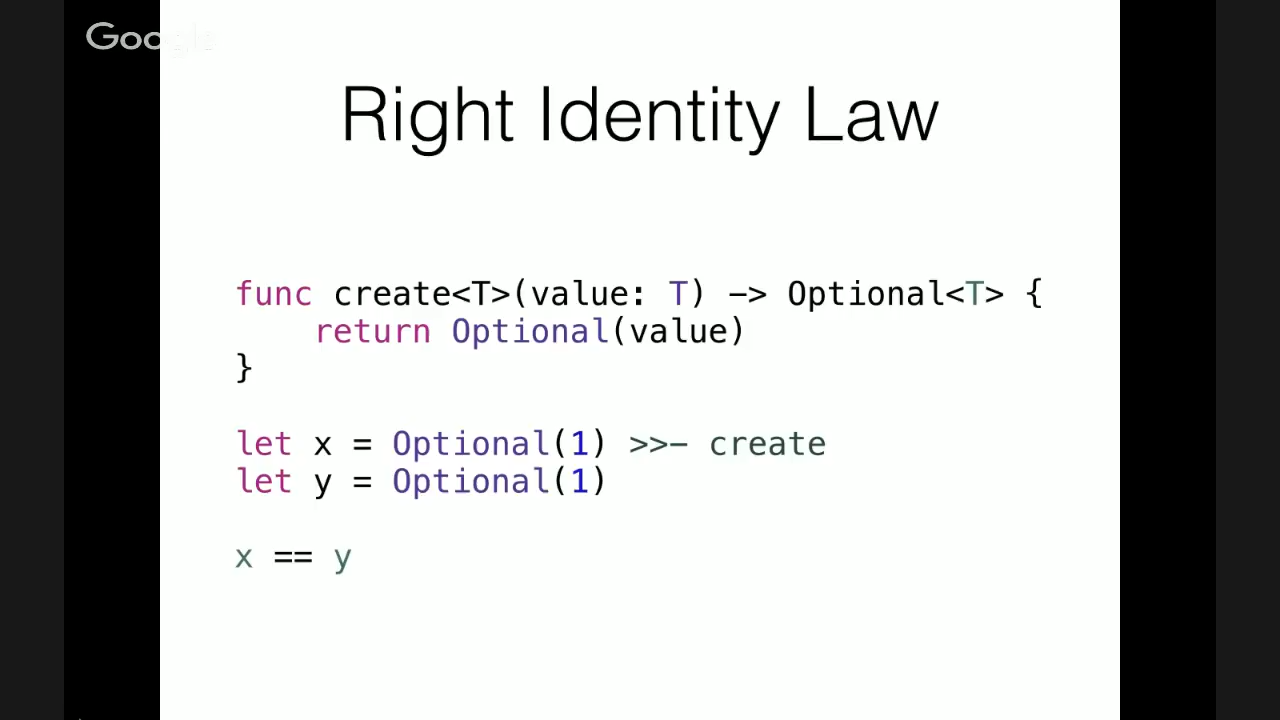 Google
Right Identity Law
func create<T>(value: T) -> Optional<T> {
    return Optional(value)
}
let x = Optional(1) >>- create
let y = Optional(1)
x == y